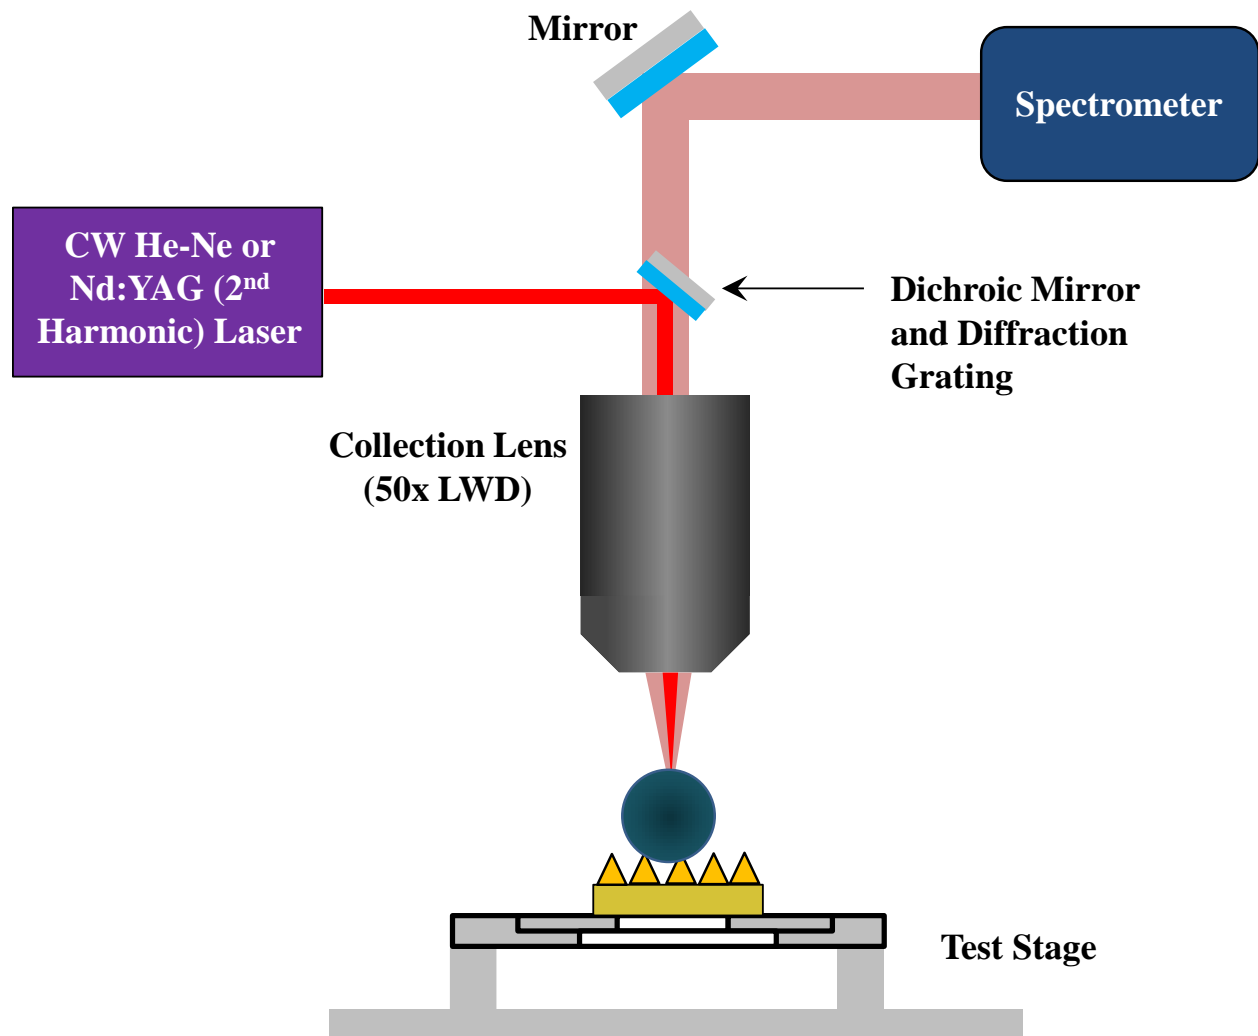 Mirror
Spectrometer
CW He-Ne or
Nd:YAG (2nd
Harmonic) Laser
Dichroic Mirror
and Diffraction
Grating
Collection Lens
(50x LWD)
Test Stage